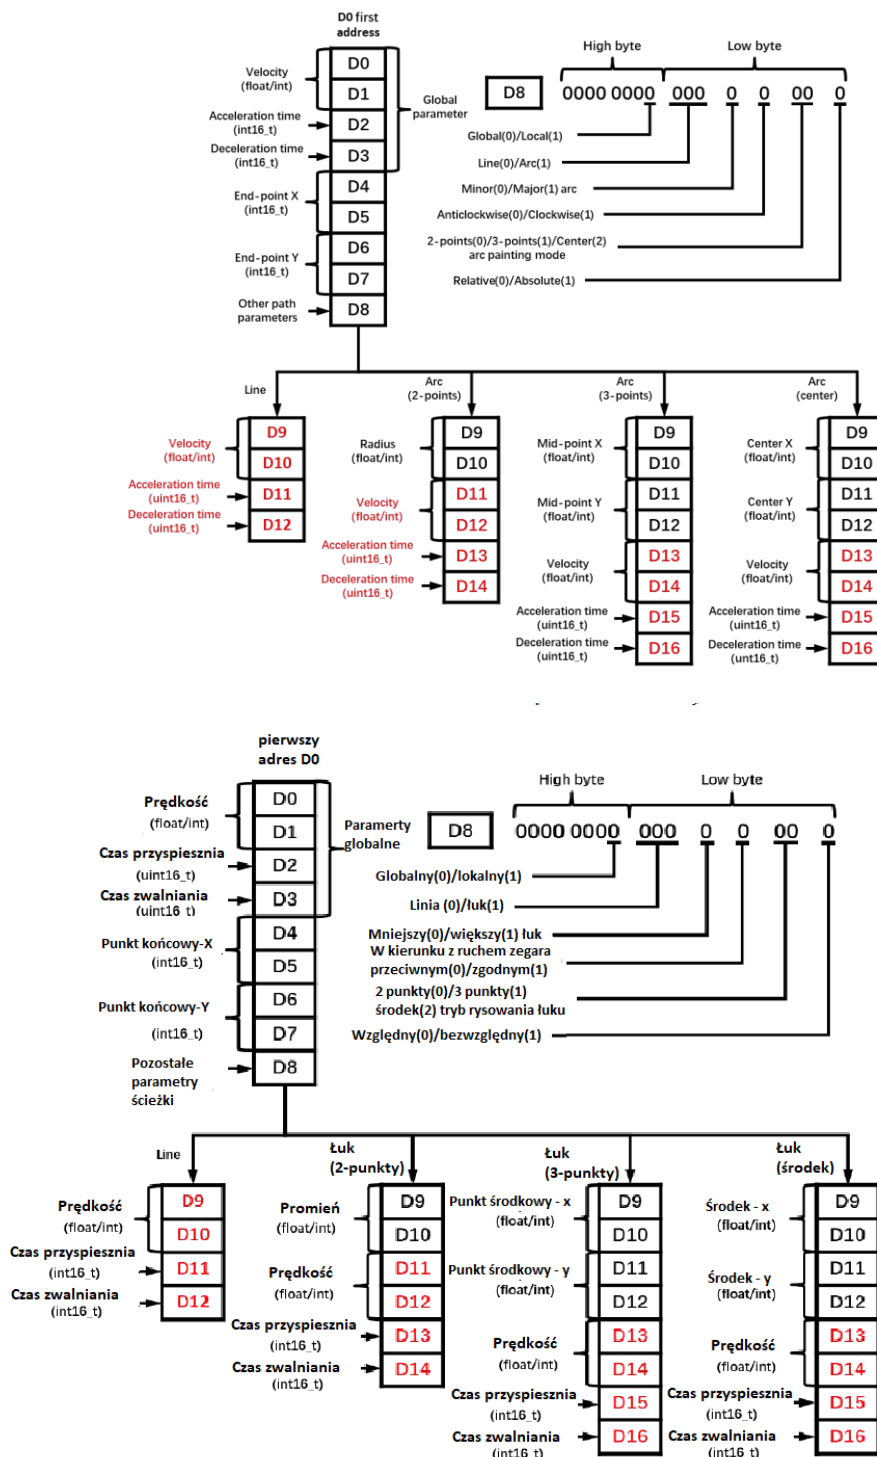 D0 first
address
Velocity
(float/int)
Acceleration time
(int16_t)
Deceleration time
(int16_t)
End-point X
(int16_t)
End-point Y
(int16_t)
Other path
parameters
D0
D1
D2
D3
D4
D5
D6
D7
D8
Global
parameter
High byte
Low byte
D8
0000 0000 000 0 0 00 0
Global(0)/Local(1)
Line(0)/Arc(1)
Minor(0)/Major(1) arc
Anticlockwise(0)/Clockwise(1)
2-points(0)/3-points(1)/Center(2)
arc painting mode
Relative(0)/Absolute(1)
Line
Velocity
(float/int)
Acceleration time
(uint16_t)
Deceleration time
(uint16_t)
D9
D10
D11
D12
Arc
(2-points)
Radius
(float/int)
Velocity
(float/int)
Acceleration time
(uint16_t)
Deceleration time
(uint16_t)
D9
D10
D11
D12
D13
D14
Arc
(3-points)
Mid-point X
(float/int)
Mid-point Y
(float/int)
Velocity
(float/int)
Acceleration time
(uint16_t)
Deceleration time
(uint16_t)
D9
D10
D11
D12
D13
D14
D15
D16
Arc
(center)
Center X
(float/int)
Center Y
(float/int)
Velocity
(float/int)
Acceleration time
(uint16_t)
Deceleration time
(unt16_t)
D9
D10
D11
D12
D13
D14
D15
D16
pierwszy
adres D0
Prędkość
(float/int)
Czas przyspiesznia
(uint16_t)
Czas zwalniania
(uint16_t)
Punkt końcowy-X
(int16_t)
Punkt końcowy-Y
(int16_t)
Pozostałe
parametry
ścieżki
D0
D1
D2
D3
D4
D5
D6
D7
D8
Paramerty
globalne
High byte
Low byte
D8
0000 0000 000 0 0 00 0
Globalny(0)/lokalny(1)
Linia (0)/łuk(1)
Mniejszy(0)/większy(1) łuk
W kierunku z ruchem zegara
przeciwnym(0)/zgodnym(1)
2 punkty(0)/3 punkty(1)
środek(2) tryb rysowania łuku
Względny(0)/bezwzględny(1)
Line
Prędkość
(float/int)
Czas przyspiesznia
(int16_t)
Czas zwalniania
(int16_t)
D9
D10
D11
D12
Łuk
(2-punkty)
Promień
(float/int)
Prędkość
(float/int)
Czas przyspiesznia
(int16_t)
Czas zwalniania
(int16_t)
D9
D10
D11
D12
D13
D14
Łuk
(3-punkty)
Punkt środkowy - x
(float/int)
Punkt środkowy - y
(float/int)
Prędkość
(float/int)
Czas przyspiesznia
(int16_t)
Czas zwalniania
(int16_t)
D9
D10
D11
D12
D13
D14
D15
D16
Łuk
(środek)
Środek - x
(float/int)
Środek - y
(float/int)
Prędkość
(float/int)
Czas przyspiesznia
(int16_t)
Czas zwalniania
(int16_t)
D9
D10
D11
D12
D13
D14
D15
D16